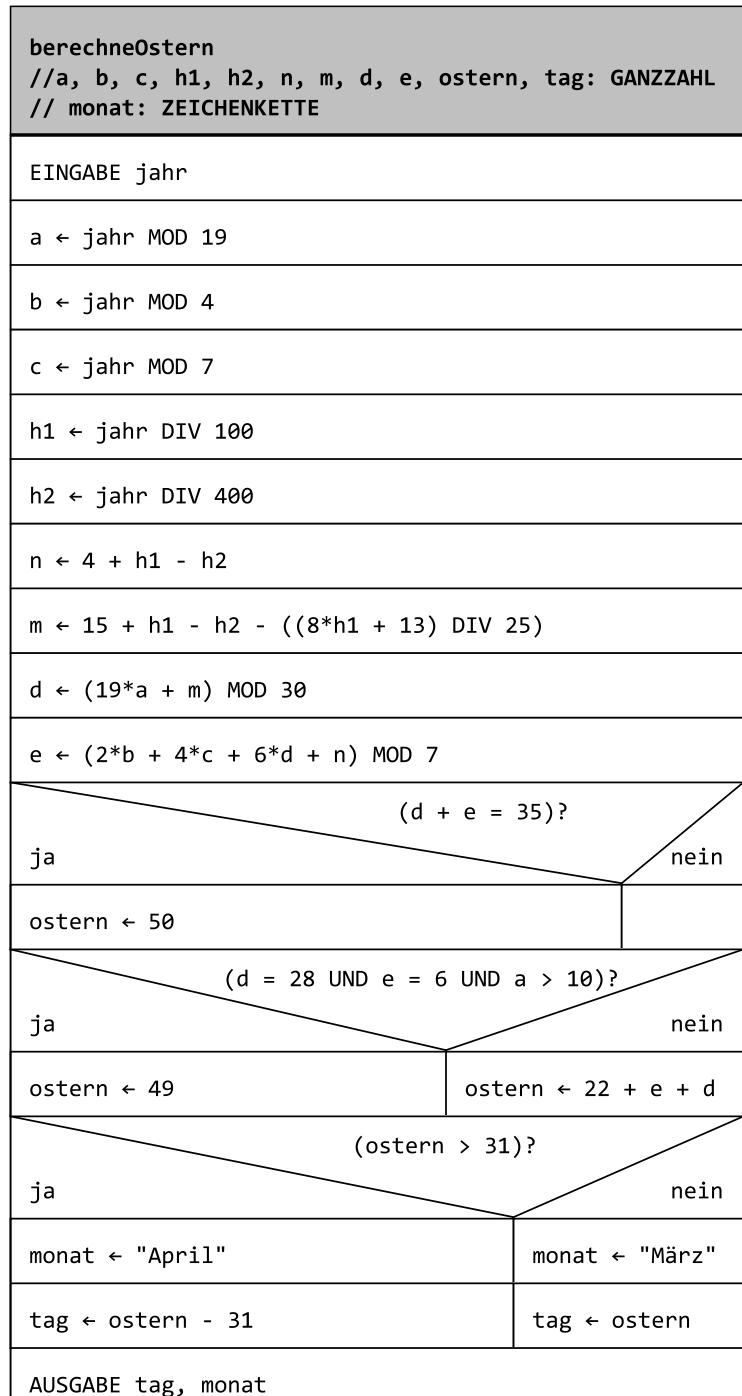 berechneOstern
//a, b, c, h1, h2, n, m, d, e, ostern, tag: GANZZAHL
// monat: ZEICHENKETTE
EINGABE jahr
a ← jahr MOD 19
b ← jahr MOD 4
c ← jahr MOD 7
h1 ← jahr DIV 100
h2 ← jahr DIV 400
n ← 4 + h1 - h2
m ← 15 + h1 - h2 - ((8*h1 + 13) DIV 25)
d ← (19*a + m) MOD 30
e ← (2*b + 4*c + 6*d + n) MOD 7
(d + e = 35)?
ja nein
ostern ← 50
(d = 28 UND e = 6 UND a > 10)?
ja nein
ostern ← 49 ostern ← 22 + e + d
(ostern > 31)?
ja nein
monat ← "April" monat ← "März"
tag ← ostern - 31 tag ← ostern
AUSGABE tag, monat